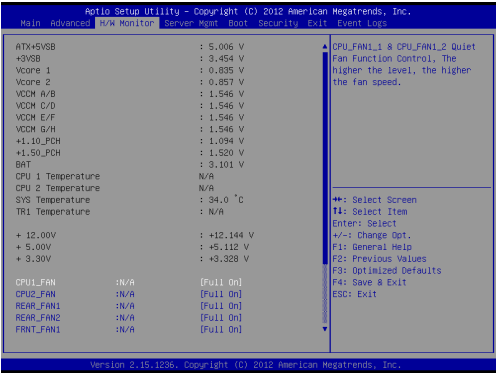 Aptio Setup Utility - Copyright (C) 2012 American Megatrends, Inc.
Main Advanced H/W Monitor Server Mgmt Boot Security Exit Event Logs
ATX+5VSB : 5.006 V
+3VSB : 3.454 V
Vcore 1 : 0.835 V
Vcore 2 : 0.857 V
VCCM A/B : 1.546 V
VCCM C/D : 1.546 V
VCCM E/F : 1.546 V
VCCM G/H : 1.546 V
+1.10_PCH : 1.094 V
+1.50_PCH : 1.520 V
BAT : 3.101 V
CPU 1 Temperature N/A
CPU 2 Temperature N/A
SYS Temperature : 34.0 °C
TR1 Temperature : N/A
+ 12.00V : +12.144 V
+ 5.00V : +5.112 V
+ 3.30V : +3.328 V
CPU1_FAN :N/A [Full On]
CPU2_FAN :N/A [Full On]
REAR_FAN1 :N/A [Full On]
REAR_FAN2 :N/A [Full On]
FRNT_FAN1 :N/A [Full On]
CPU_FAN1_1 & CPU_FAN1_2 Quiet
Fan Function Control, The
higher the level, the higher
the fan speed.
→←: Select Screen
↑↓: Select Item
Enter: Select
+/-: Change Opt.
F1: General Help
F2: Previous Values
F3: Optimized Defaults
F4: Save & Exit
ESC: Exit
Version 2.15.1236. Copyright (C) 2012 American Megatrends, Inc.